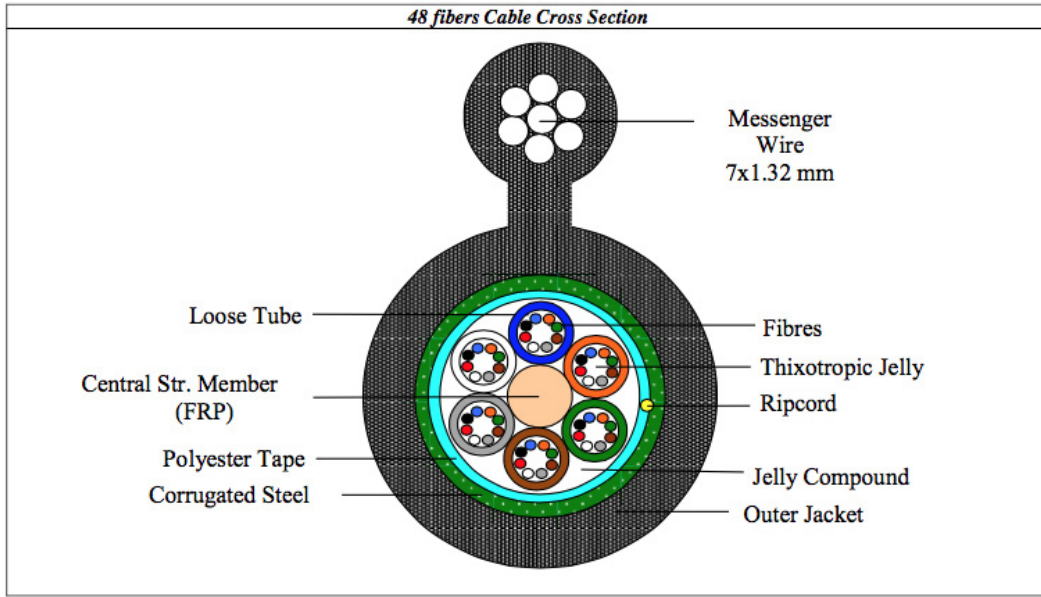 48 fibers Cable Cross Section
Messenger
Wire
7x1.32 mm
Loose Tube
Fibres
Thixotropic Jelly
Central Str. Member
(FRP)
Ripcord
Polyester Tape
Jelly Compound
Corrugated Steel
Outer Jacket